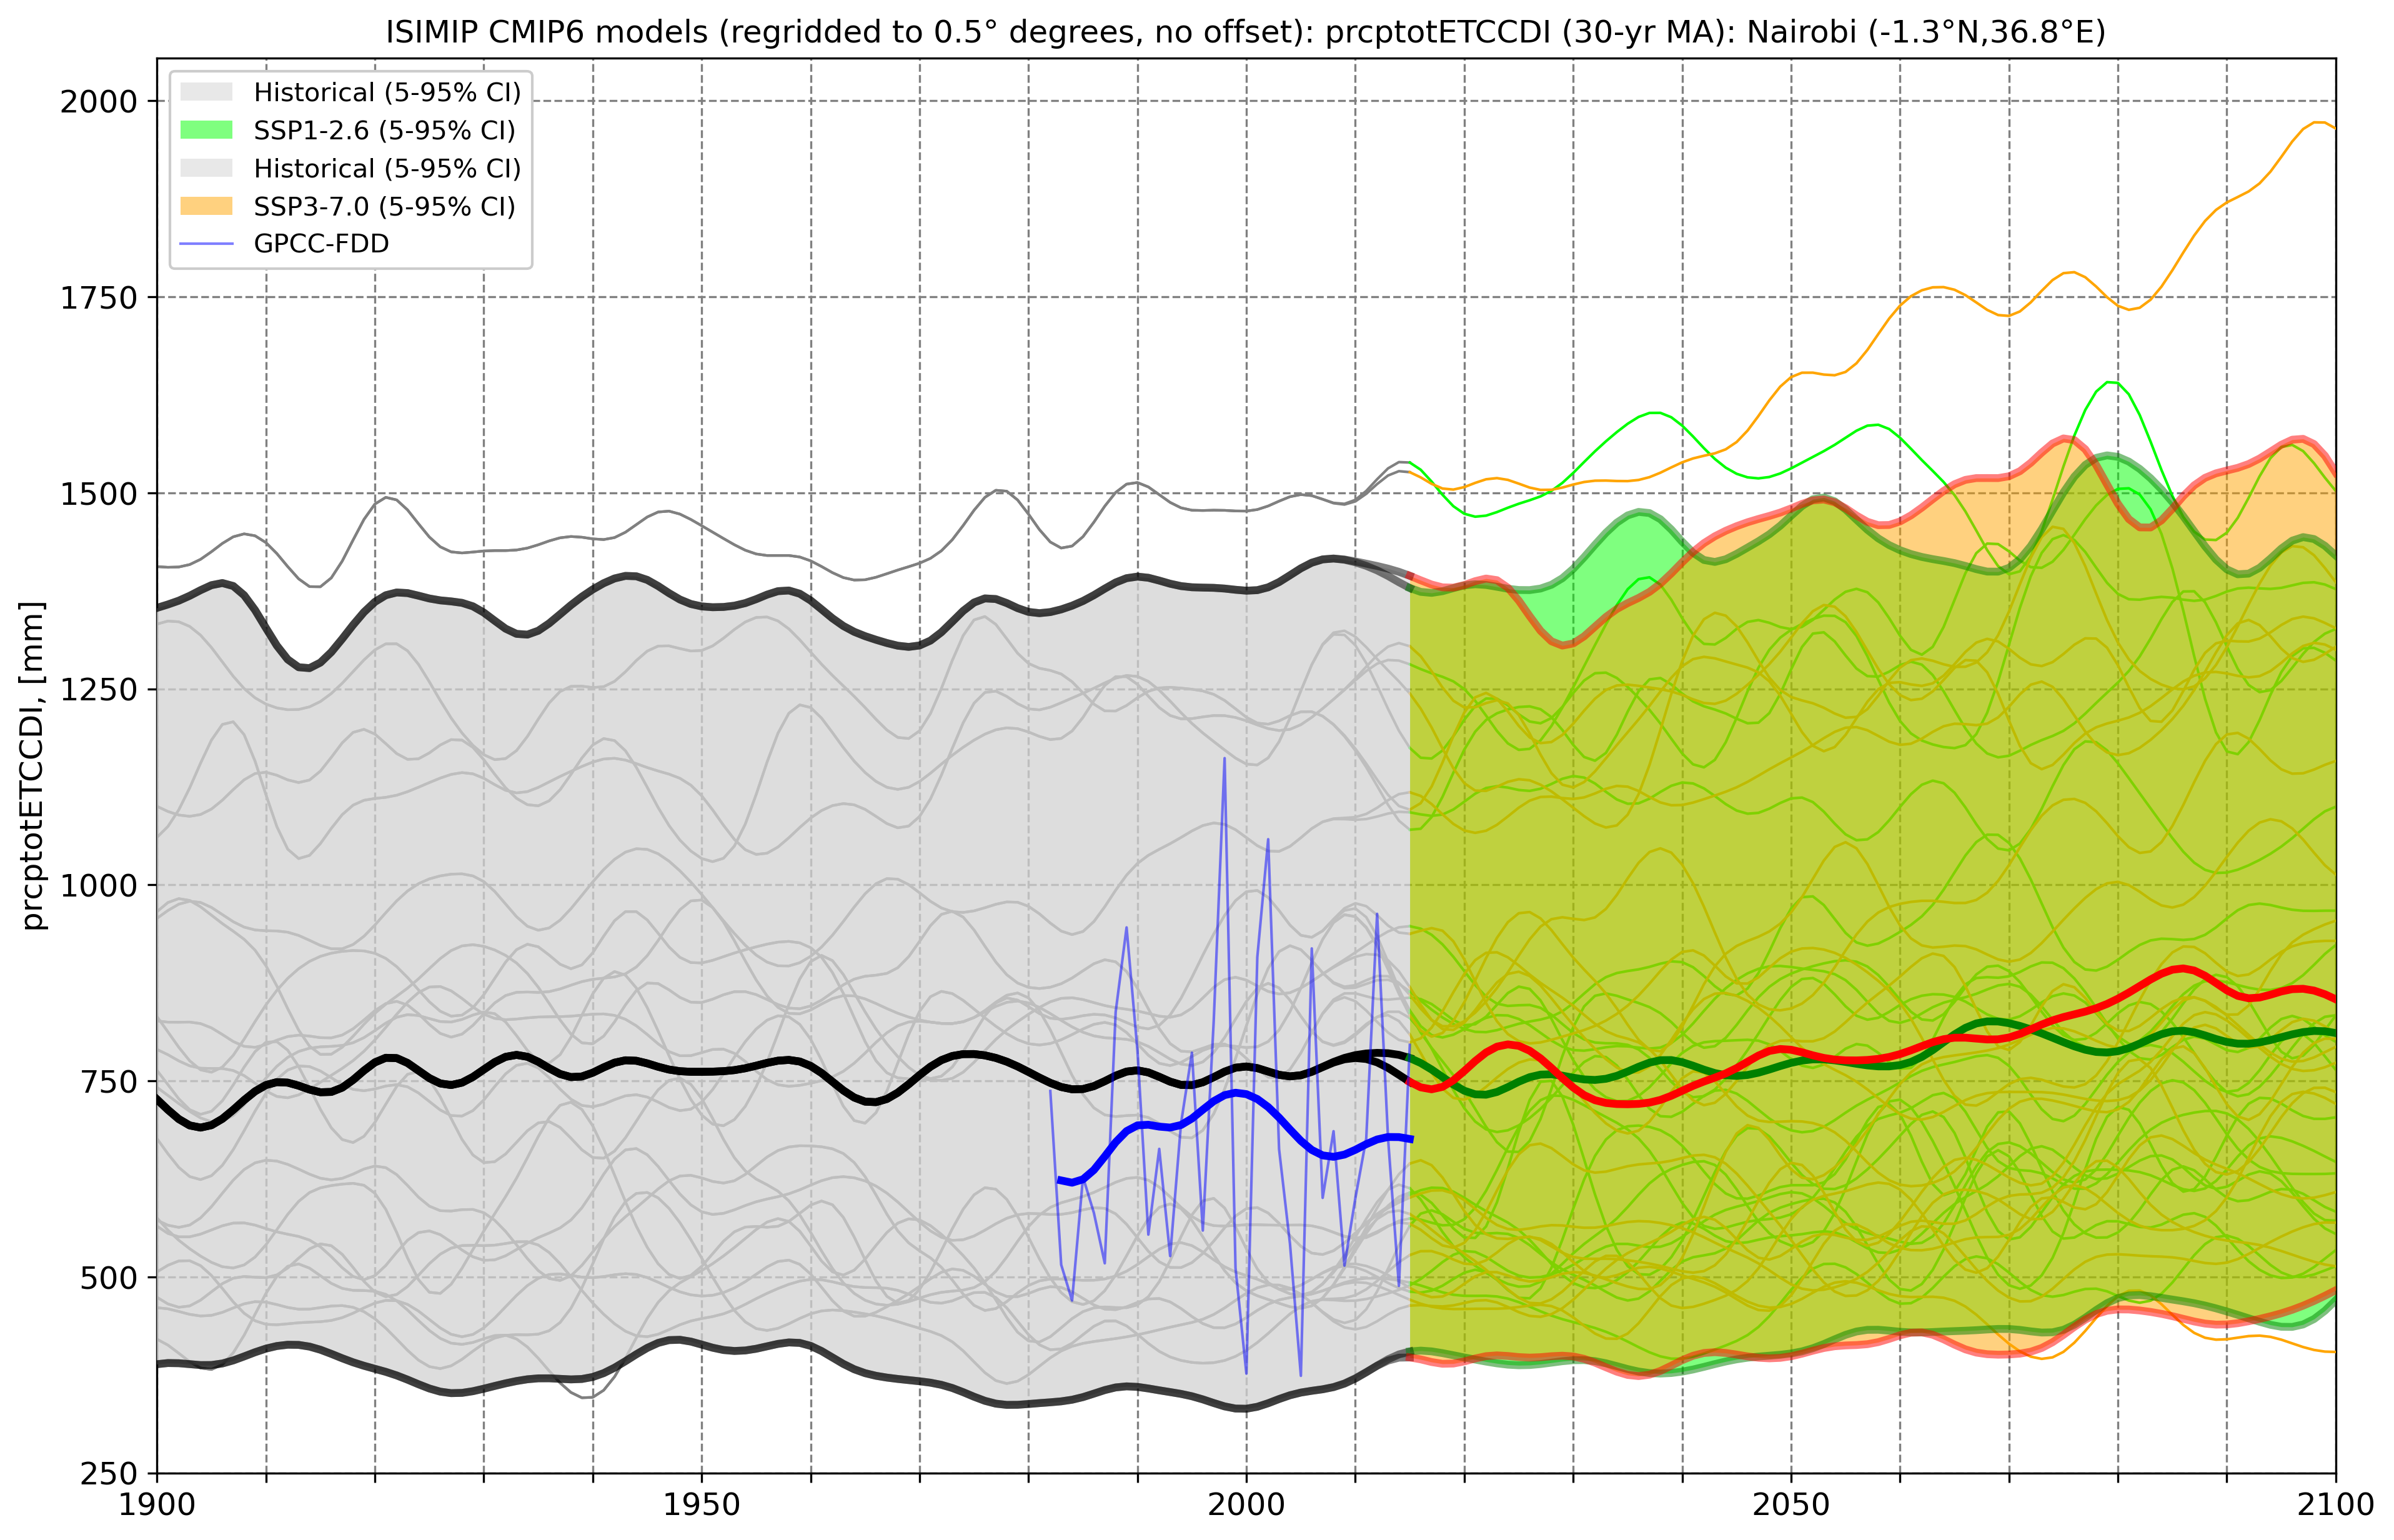 ISIMIP CMIP6 models (regridded to 0.5° degrees, no offset): prcptotETCCDI (30-yr MA): Nairobi (-1.3°N,36.8°E)
Historical (5-95% CI)
SSP1-2.6 (5-95% CI)
Historical (5-95% CI)
SSP3-7.0 (5-95% CI)
GPCC-FDD
prcptotETCCDI, [mm]
2000
1750
1500
1250
1000
750
500
250
1900
1950
2000
2050
2100